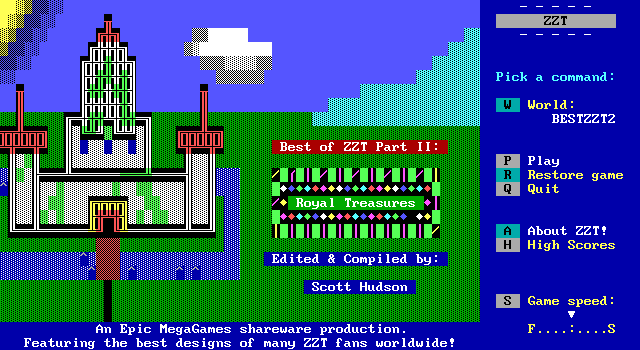 ZZT
Pick a command:
W World:
BESTZZT2
Best of ZZT Part II:
P Play
R Restore game
Q Quit
Royal Treasures
A About ZZT!
H High Scores
Edited & Compiled by:
Scott Hudson
S Game speed:
F....:....S
An Epic MegaGames shareware production.
Featuring the best designs of many ZZT fans worldwide!